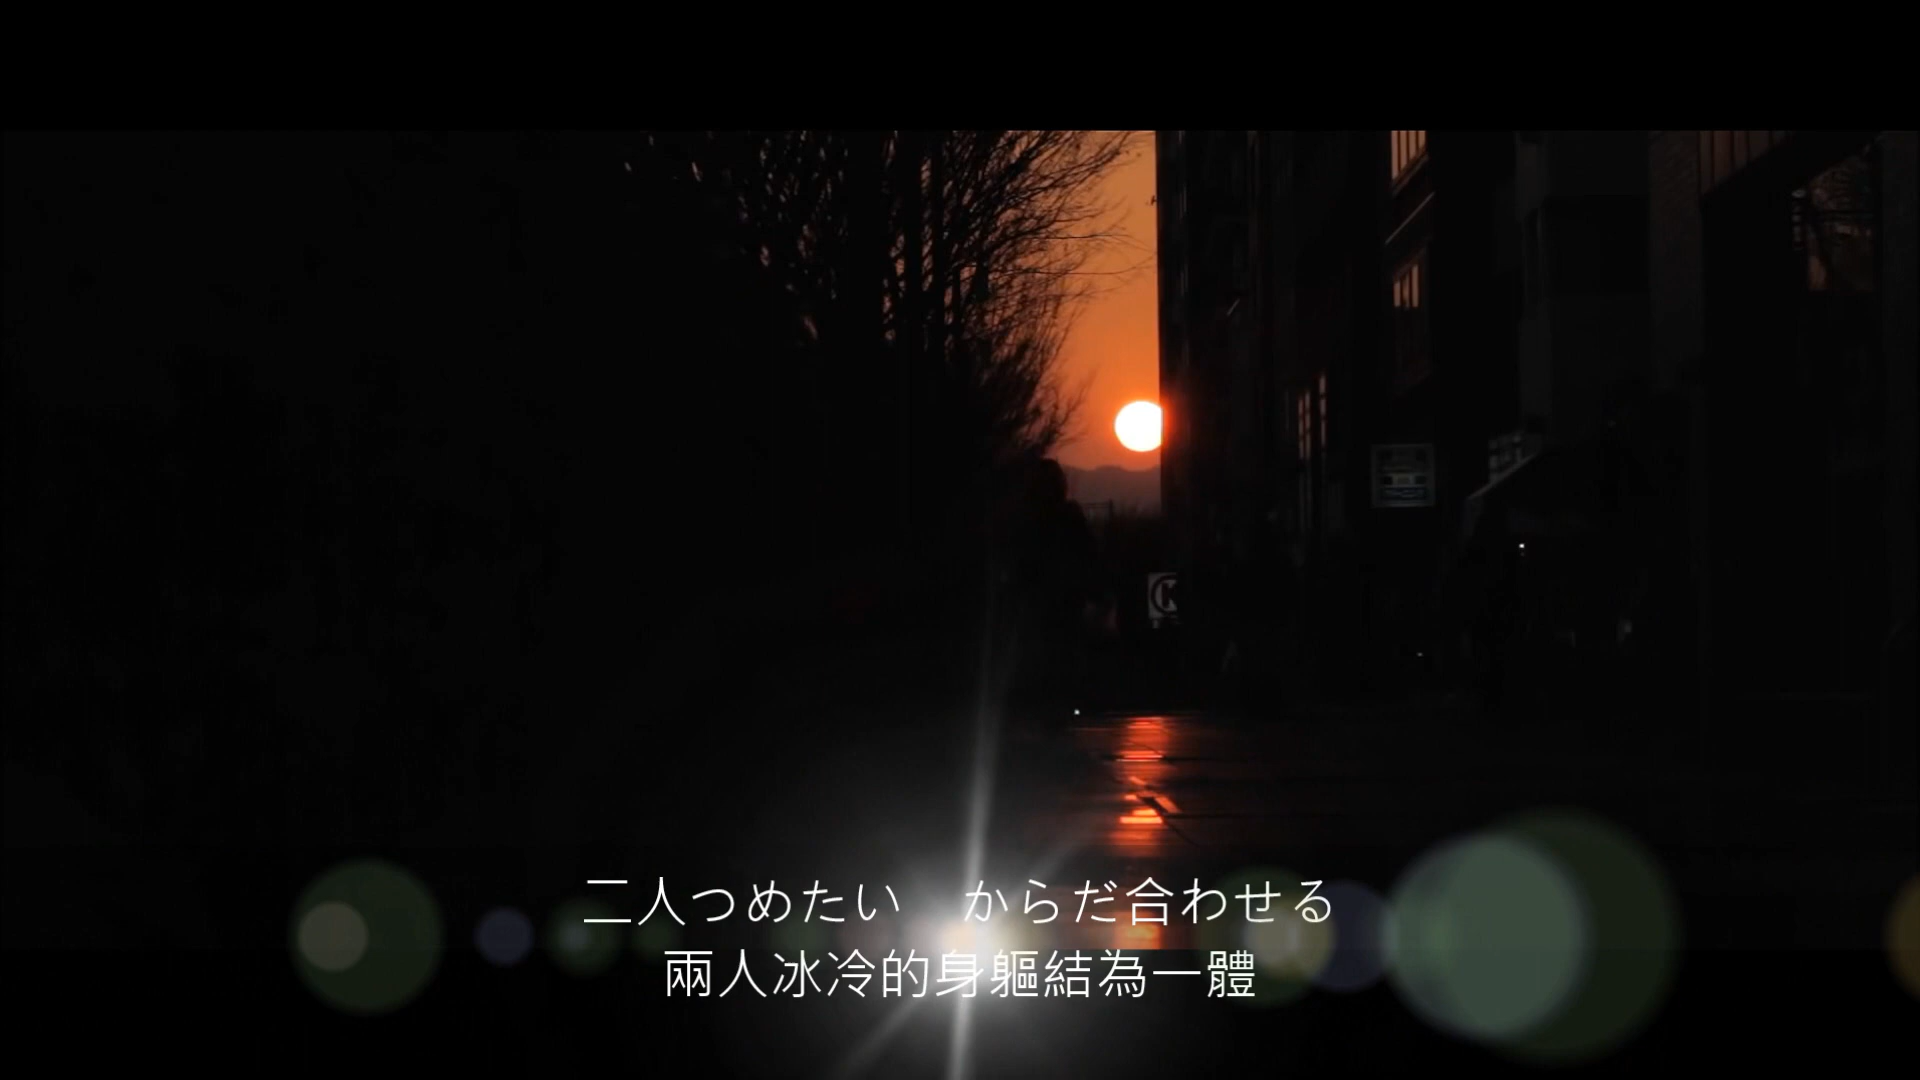 二人つめたい　からだ合わせる
兩人冰冷的身軀結為一體